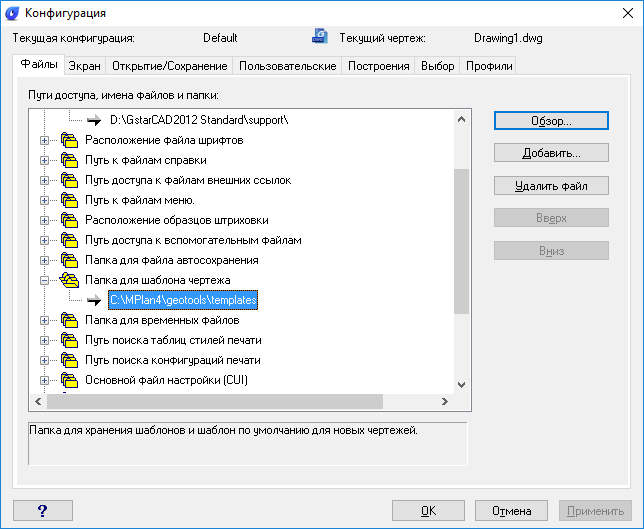 Конфигурация
Текущая конфигурация: Default Текущий чертеж: Drawing1.dwg
Файлы Экран Открытие/Сохранение Пользовательские Построения Выбор Профили
Пути доступа, имена файлов и папки:
D:\GstarCAD2012 Standard\support\
Расположение файла шрифтов
Путь к файлам справки
Путь доступа к файлам внешних ссылок
Путь к файлам меню.
Расположение образцов штриховки
Путь доступа к вспомогательным файлам
Папка для файла автосохранения
Папка для шаблона чертежа
C:\MPlan4\geotools\templates
Папка для временных файлов
Путь поиска таблиц стилей печати
Путь поиска конфигураций печати
Основной файл настройки (CUI)
Обзор...
Добавить...
Удалить файл
Вверх
Вниз
Папка для хранения шаблонов и шаблон по умолчанию для новых чертежей.
? OK Отмена Применить